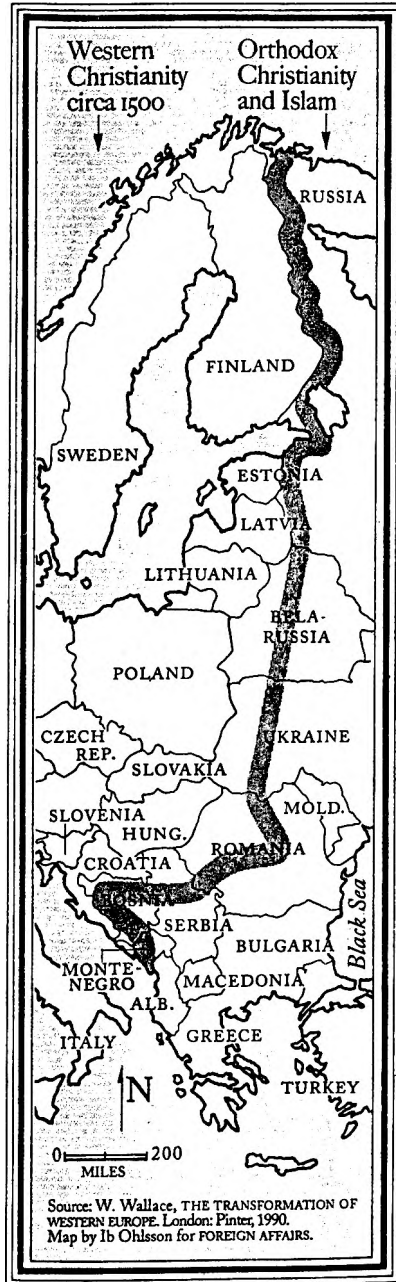 Western
Christianity
circa 1500
Orthodox
Christianity
and Islam
RUSSIA
FINLAND
SWEDEN
ESTONIA
LATVIA
LITHUANIA
BELA-
RUSSIA
POLAND
CZECH
REP.
UKRAINE
SLOVAKIA
MOLD.
SLOVENIA
HUNG.
ROMANIA
CROATIA
BOSNIA
SERBIA
BULGARIA
Black Sea
MONTE-
NEGRO
MACEDONIA
ALB.
ITALY
GREECE
TURKEY
N
0 200
MILES
Source: W. Wallace, THE TRANSFORMATION OF
WESTERN EUROPE. London: Pinter, 1990.
Map by Ib Ohlsson for FOREIGN AFFAIRS.